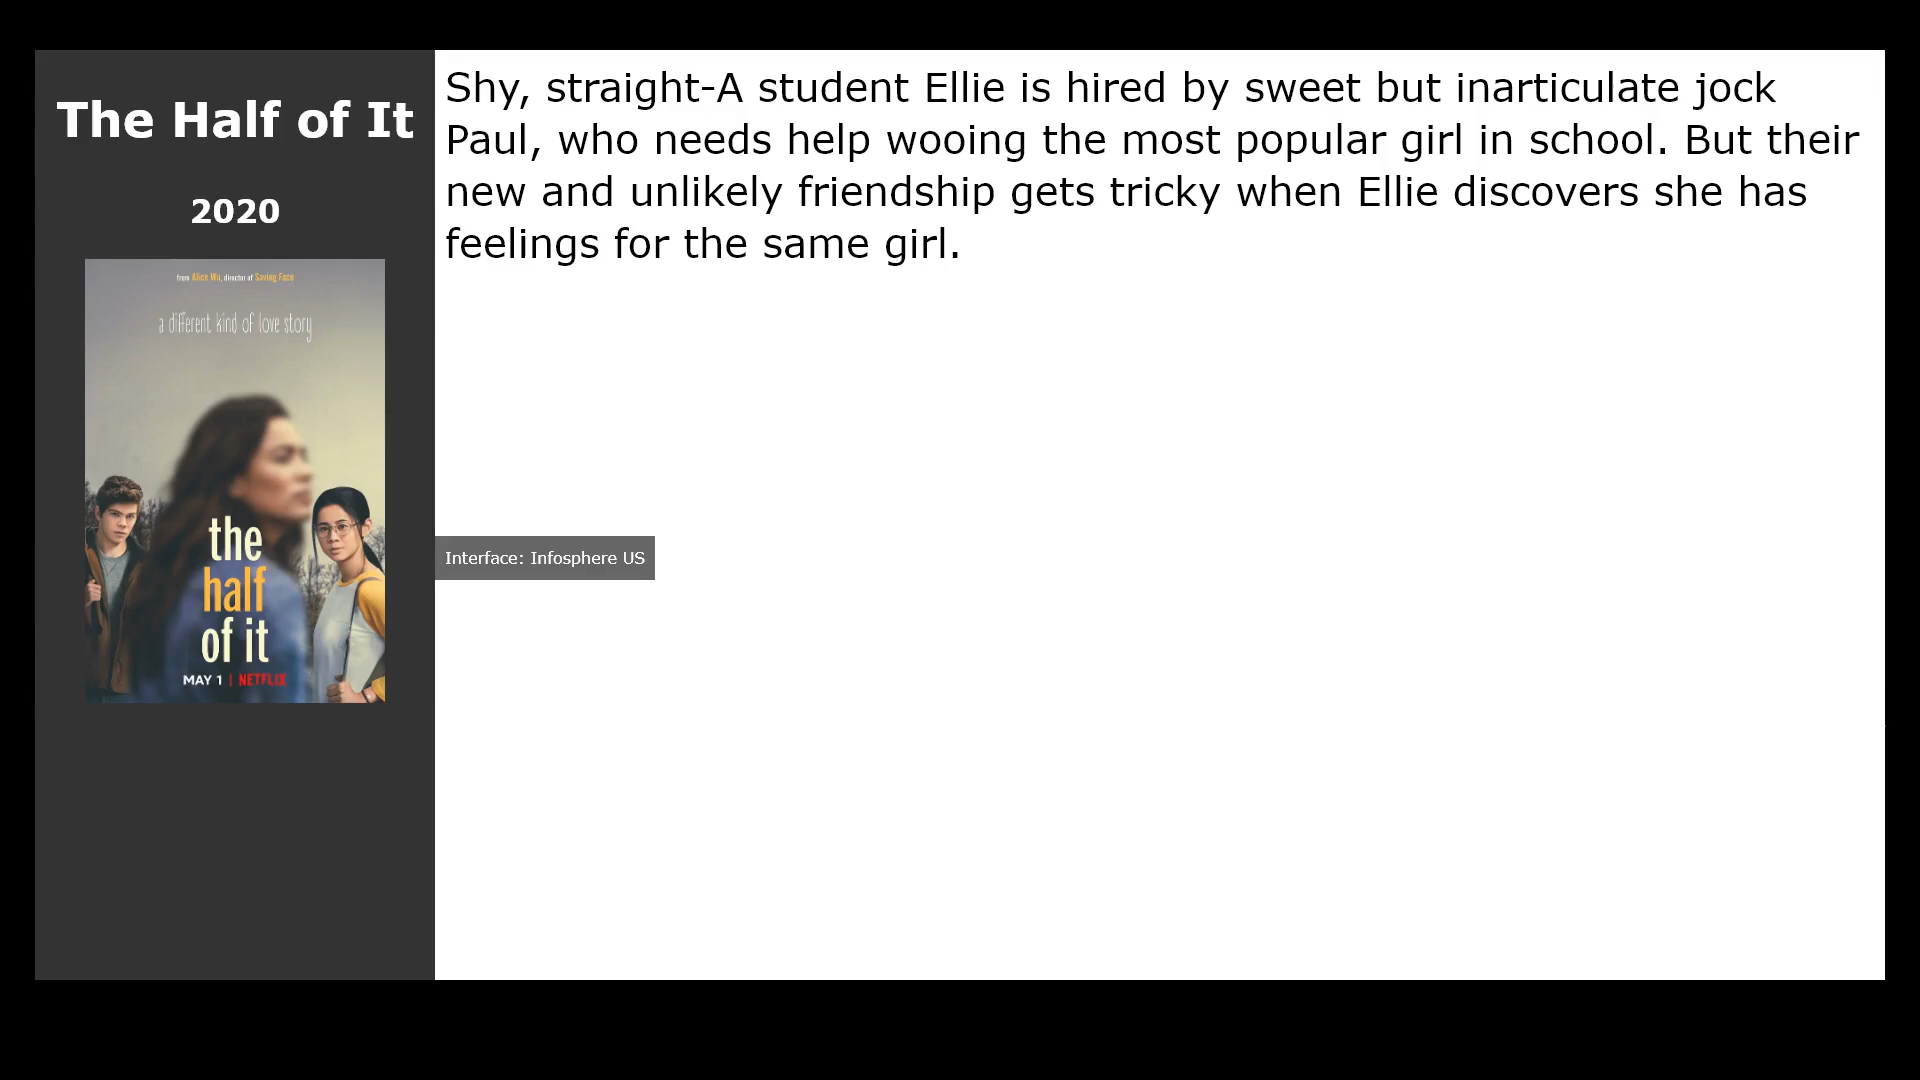 The Half of It
2020
from Alice Wu, director of Saving Face
a different kind of love story
the
half
of it
MAY 1 | NETFLIX
Shy, straight-A student Ellie is hired by sweet but inarticulate jock
Paul, who needs help wooing the most popular girl in school. But their
new and unlikely friendship gets tricky when Ellie discovers she has
feelings for the same girl.
Interface: Infosphere US